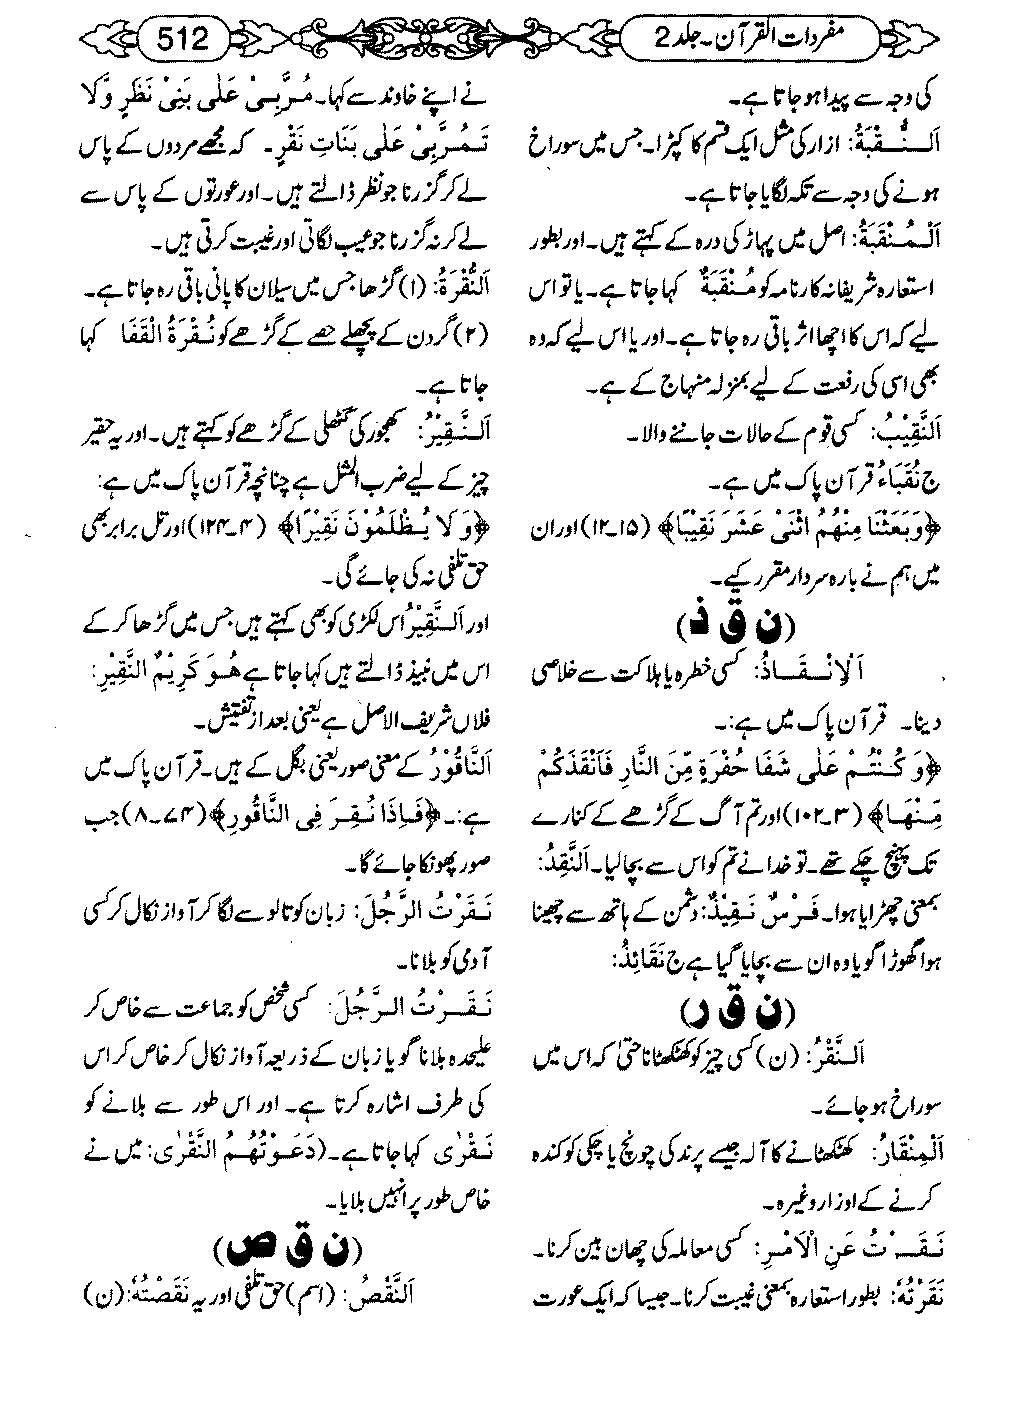 مفردات القرآن۔ جلد 2
512
کی وجہ سے پیدا ہو جاتا ہے۔
اَلنُّقْبَةُ: ازار کی مثل ایک قسم کا کپڑا۔ جس میں سوراخ
ہونے کی وجہ سے تکہ لگایا جاتا ہے۔
اَلْمَنْقَبَةُ: اصل میں پہاڑ کی درہ کے کہتے ہیں۔ اور بطور
استعارہ شریفانہ کارنامہ کو مَنْقَبَةٌ کہا جاتا ہے۔ یا تو اس
لیے کہ اس کا اچھا اثر باقی رہ جاتا ہے۔ اور یا اس لیے کہ وہ
بھی اسی کی رفعت کے لیے بمنزلہ منہاج کے ہے۔
اَلنَّقِيْبُ: کسی قوم کے حالات جاننے والا۔
ج نُقَبَاءُ قرآن پاک میں ہے۔
﴿وَبَعَثْنَا مِنْهُمُ اثْنَىْ عَشَرَ نَقِيْبًا﴾ (۱۵۔۱۲) اور ان
میں ہم نے بارہ سردار مقرر کیے۔
(ن ق ذ)
اَلْاِنْقَاذُ: کسی خطرہ یا ہلاکت سے خلاصی
دینا۔ قرآن پاک میں ہے:۔
﴿وَكُنْتُمْ عَلٰى شَفَا حُفْرَةٍ مِّنَ النَّارِ فَاَنْقَذَكُمْ
مِّنْهَا﴾ (۳۔۱۰۲) اور تم آگ کے گڑھے کے کنارے
تک پہنچ چکے تھے۔ تو خدا نے تم کو اس سے بچا لیا۔ اَلنَّقِذُ:
بمعنی چھڑایا ہوا۔ فَرَسٌ نَقِيْذٌ: دشمن کے ہاتھ سے چھینا
ہوا گھوڑا گویا وہ ان سے بچایا گیا ہے ج نَقَائِذُ:
(ن ق ر)
اَلنَّقْرُ: (ن) کسی چیز کو کھٹکھٹانا حتیٰ کہ اس میں
سوراخ ہو جائے۔
اَلْمِنْقَارُ: کھٹکھٹانے کا آلہ جیسے پرند کی چونچ یا چکی کو کندہ
کرنے کے اوزار وغیرہ۔
نَقَرْتُ عَنِ الْاَمْرِ: کسی معاملہ کی چھان بین کرنا۔
نَقَرْتُهٗ: بطور استعارہ بمعنی غیبت کرنا۔ جیسا کہ ایک عورت
نے اپنے خاوند سے کہا۔ مُرَّبِیْ عَلٰی بَنِیْ نَظَرٍ وَّلَا
تَمُرَّبِیْ عَلٰی بَنَاتِ نَقْرٍ۔ کہ مجھے مردوں کے پاس
لے کر گزرنا جو نظر ڈالتے ہیں۔ اور عورتوں کے پاس سے
لے کر نہ گزرنا جو عیب لگاتی اور غیبت کرتی ہیں۔
اَلنُّقْرَةُ: (۱) گڑھا جس میں سیلان کا پانی باقی رہ جاتا ہے۔
(۲) گردن کے پچھلے حصے کے گڑھے کو نُقْرَةُ الْقَفَا کہا
جاتا ہے۔
اَلنَّقِيْرُ: کھجور کی گٹھلی کے گڑھے کو کہتے ہیں۔ اور یہ حقیر
چیز کے لیے ضرب المثل ہے چنانچہ قرآن پاک میں ہے:
﴿وَلَا يُظْلَمُوْنَ نَقِيْرًا﴾ (۴۔۱۲۴) اور تل برابر بھی
حق تلفی نہ کی جائے گی۔
اور اَلنَّقِيْرُ اس لکڑی کو بھی کہتے ہیں جس میں گڑھا کر کے
اس میں نبیذ ڈالتے ہیں کہا جاتا ہے هُوَ كَرِيْمُ النَّقِيْرِ:
فلاں شریف الاصل ہے یعنی بعد از تفتیش۔
اَلنَّاقُوْرُ کے معنی صور یعنی بگل کے ہیں۔ قرآن پاک میں
ہے:۔ ﴿فَاِذَا نُقِرَ فِى النَّاقُوْرِ﴾ (۷۴۔۸) جب
صور پھونکا جائے گا۔
نَقَرْتُ الرَّجُلَ: زبان کو تالو سے لگا کر آواز نکال کر کسی
آدمی کو بلانا۔
نَقَرْتُ الرَّجُلَ: کسی شخص کو جماعت سے خاص کر
علیحدہ بلانا گویا زبان کے ذریعہ آواز نکال کر خاص کر اس
کی طرف اشارہ کرتا ہے۔ اور اس طور سے بلانے کو
نَقَرٰی کہا جاتا ہے۔ (دَعَوْتُهُمُ النَّقَرٰى: میں نے
خاص طور پر انہیں بلایا۔
(ن ق ص)
اَلنَّقْصُ: (اسم) حق تلفی اور یہ نَقَصْتُهٗ: (ن)